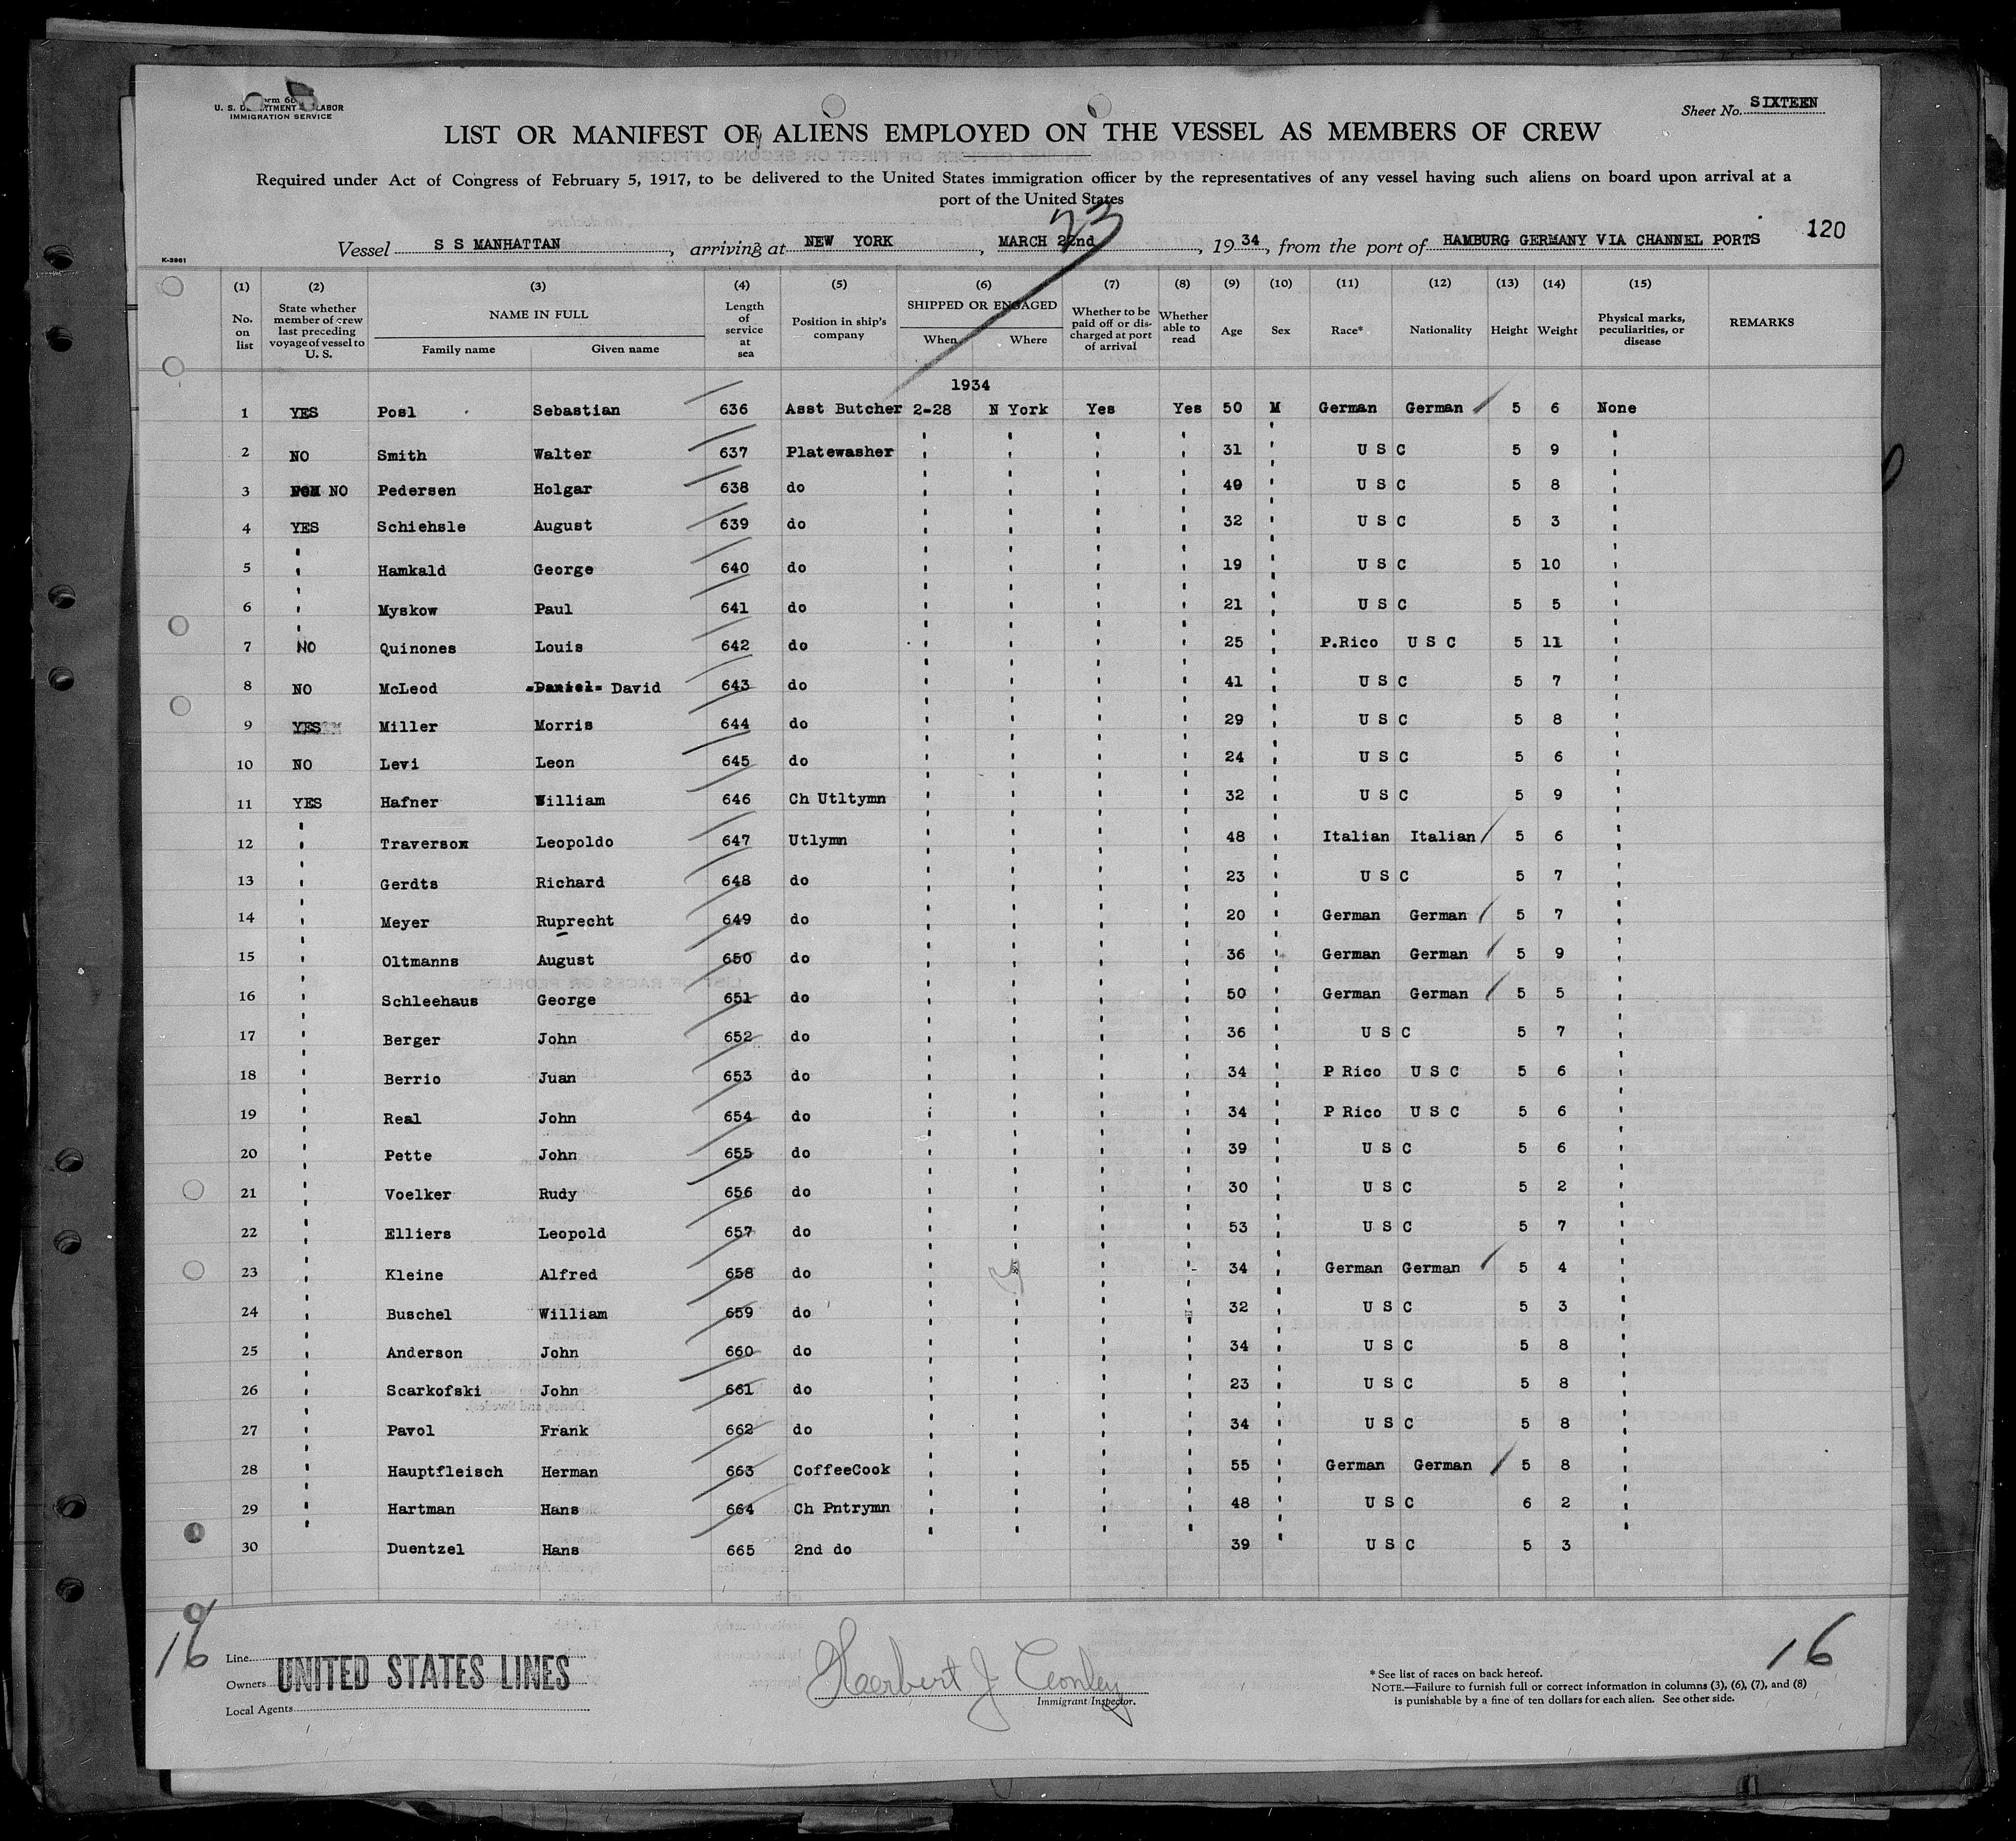 Form 68
U. S. DEPARTMENT OF LABOR
IMMIGRATION SERVICE
Sheet No. SIXTEEN
LIST OR MANIFEST OF ALIENS EMPLOYED ON THE VESSEL AS MEMBERS OF CREW
Required under Act of Congress of February 5, 1917, to be delivered to the United States immigration officer by the representatives of any vessel having such aliens on board upon arrival at a
port of the United States
23
120
Vessel S S MANHATTAN, arriving at NEW YORK, MARCH 22nd, 1934, from the port of HAMBURG GERMANY VIA CHANNEL PORTS
K-3961
(1) (2) (3) (4) (5) (6) (7) (8) (9) (10) (11) (12) (13) (14) (15)
No. on list State whether member of crew last preceding voyage of vessel to U. S. NAME IN FULL Family name Given name Length of service at sea Position in ship's company SHIPPED OR ENGAGED When Where Whether to be paid off or discharged at port of arrival Whether able to read Age Sex Race* Nationality Height Weight Physical marks, peculiarities, or disease REMARKS
1934
1 YES Posl Sebastian 636 Asst Butcher 2-28 N York Yes Yes 50 M German German 5 6 None
2 NO Smith Walter 637 Platewasher " " " " 31 " U S C 5 9 "
3 NO Pedersen Holgar 638 do " " " " 49 " U S C 5 8 "
4 YES Schiehsle August 639 do " " " " 32 " U S C 5 3 "
5 " Hamkald George 640 do " " " " 19 " U S C 5 10 "
6 " Myskow Paul 641 do " " " " 21 " U S C 5 5 "
7 NO Quinones Louis 642 do " " " " 25 " P.Rico U S C 5 11 "
8 NO McLeod Daniel David 643 do " " " " 41 " U S C 5 7 "
9 YES Miller Morris 644 do " " " " 29 " U S C 5 8 "
10 NO Levi Leon 645 do " " " " 24 " U S C 5 6 "
11 YES Hafner William 646 Ch Utltymn " " " " 32 " U S C 5 9 "
12 " Traverson Leopoldo 647 Utlymn " " " " 48 " Italian Italian 5 6 "
13 " Gerdts Richard 648 do " " " " 23 " U S C 5 7 "
14 " Meyer Ruprecht 649 do " " " " 20 " German German 5 7 "
15 " Oltmanns August 650 do " " " " 36 " German German 5 9 "
16 " Schleehaus George 651 do " " " " 50 " German German 5 5 "
17 " Berger John 652 do " " " " 36 " U S C 5 7 "
18 " Berrio Juan 653 do " " " " 34 " P Rico U S C 5 6 "
19 " Real John 654 do " " " " 34 " P Rico U S C 5 6 "
20 " Pette John 655 do " " " " 39 " U S C 5 6 "
21 " Voelker Rudy 656 do " " " " 30 " U S C 5 2 "
22 " Elliers Leopold 657 do " " " " 53 " U S C 5 7 "
23 " Kleine Alfred 658 do " " " " 34 " German German 5 4 "
24 " Buschel William 659 do " " " " 32 " U S C 5 3 "
25 " Anderson John 660 do " " " " 34 " U S C 5 8 "
26 " Scarkofski John 661 do " " " " 23 " U S C 5 8 "
27 " Pavol Frank 662 do " " " " 34 " U S C 5 8 "
28 " Hauptfleisch Herman 663 CoffeeCook " " " " 55 " German German 5 8 "
29 " Hartman Hans 664 Ch Pntrymn " " " " 48 " U S C 6 2 "
30 Duentzel Hans 665 2nd do 39 U S C 5 3
16
16
Line
Owners UNITED STATES LINES
Local Agents
Herbert J Conley
Immigrant Inspector.
* See list of races on back hereof.
NOTE.—Failure to furnish full or correct information in columns (3), (6), (7), and (8)
is punishable by a fine of ten dollars for each alien. See other side.